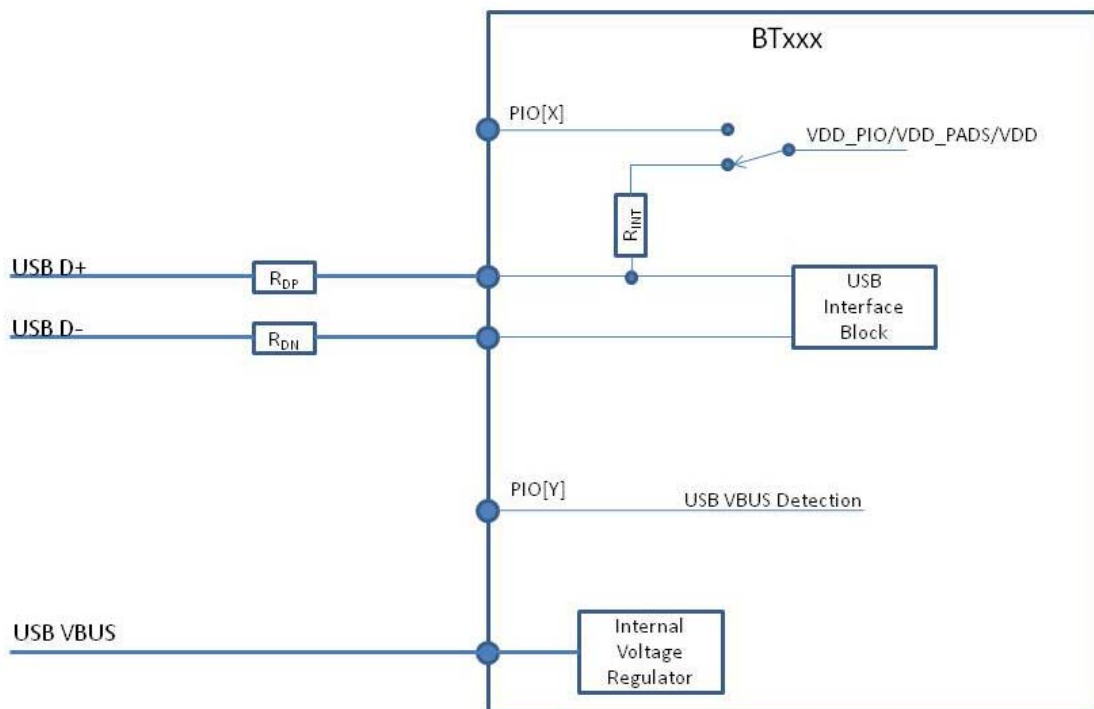 BTxxx
PIO[X]
VDD_PIO/VDD_PADS/VDD
RINT
USB D+
RDP
USB
Interface
Block
USB D-
RDN
PIO[Y]
USB VBUS Detection
USB VBUS
Internal
Voltage
Regulator